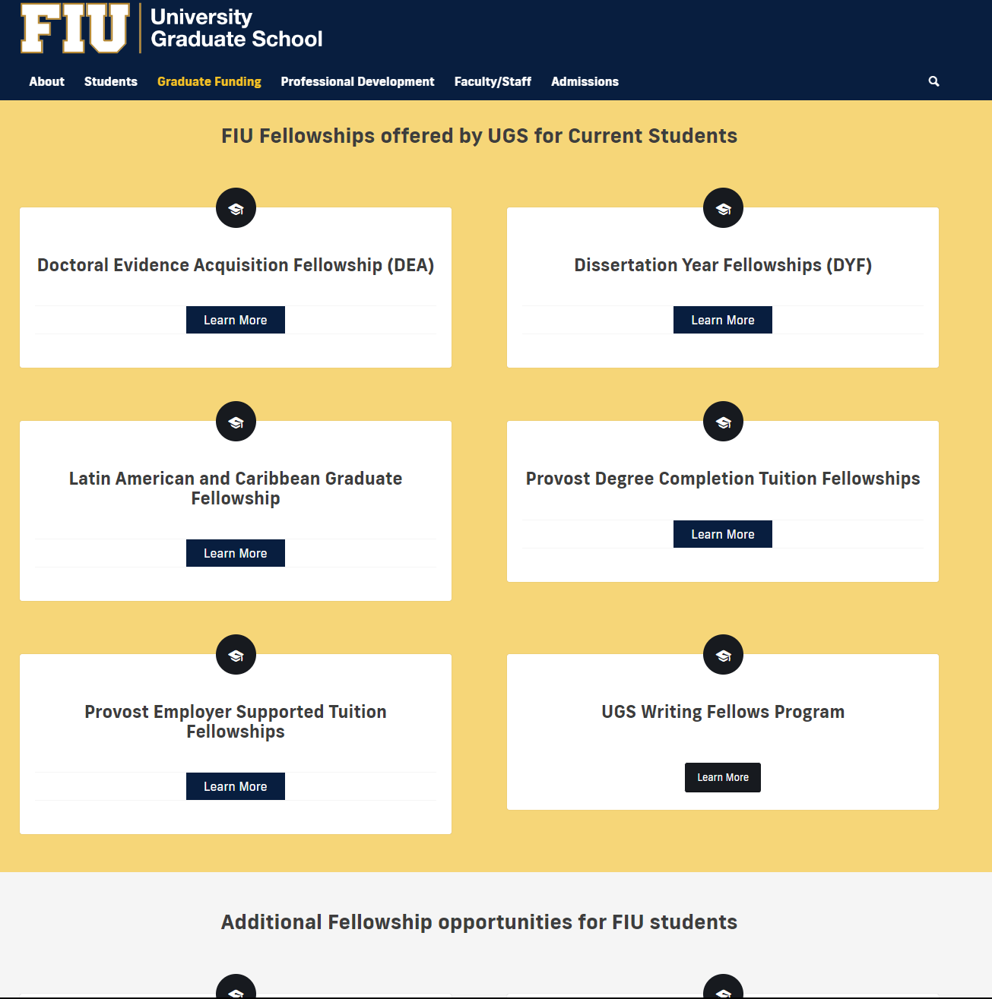 FIU
University
Graduate School
About Students Graduate Funding Professional Development Faculty/Staff Admissions
FIU Fellowships offered by UGS for Current Students
Doctoral Evidence Acquisition Fellowship (DEA)
Learn More
Dissertation Year Fellowships (DYF)
Learn More
Latin American and Caribbean Graduate
Fellowship
Learn More
Provost Degree Completion Tuition Fellowships
Learn More
Provost Employer Supported Tuition
Fellowships
Learn More
UGS Writing Fellows Program
Learn More
Additional Fellowship opportunities for FIU students